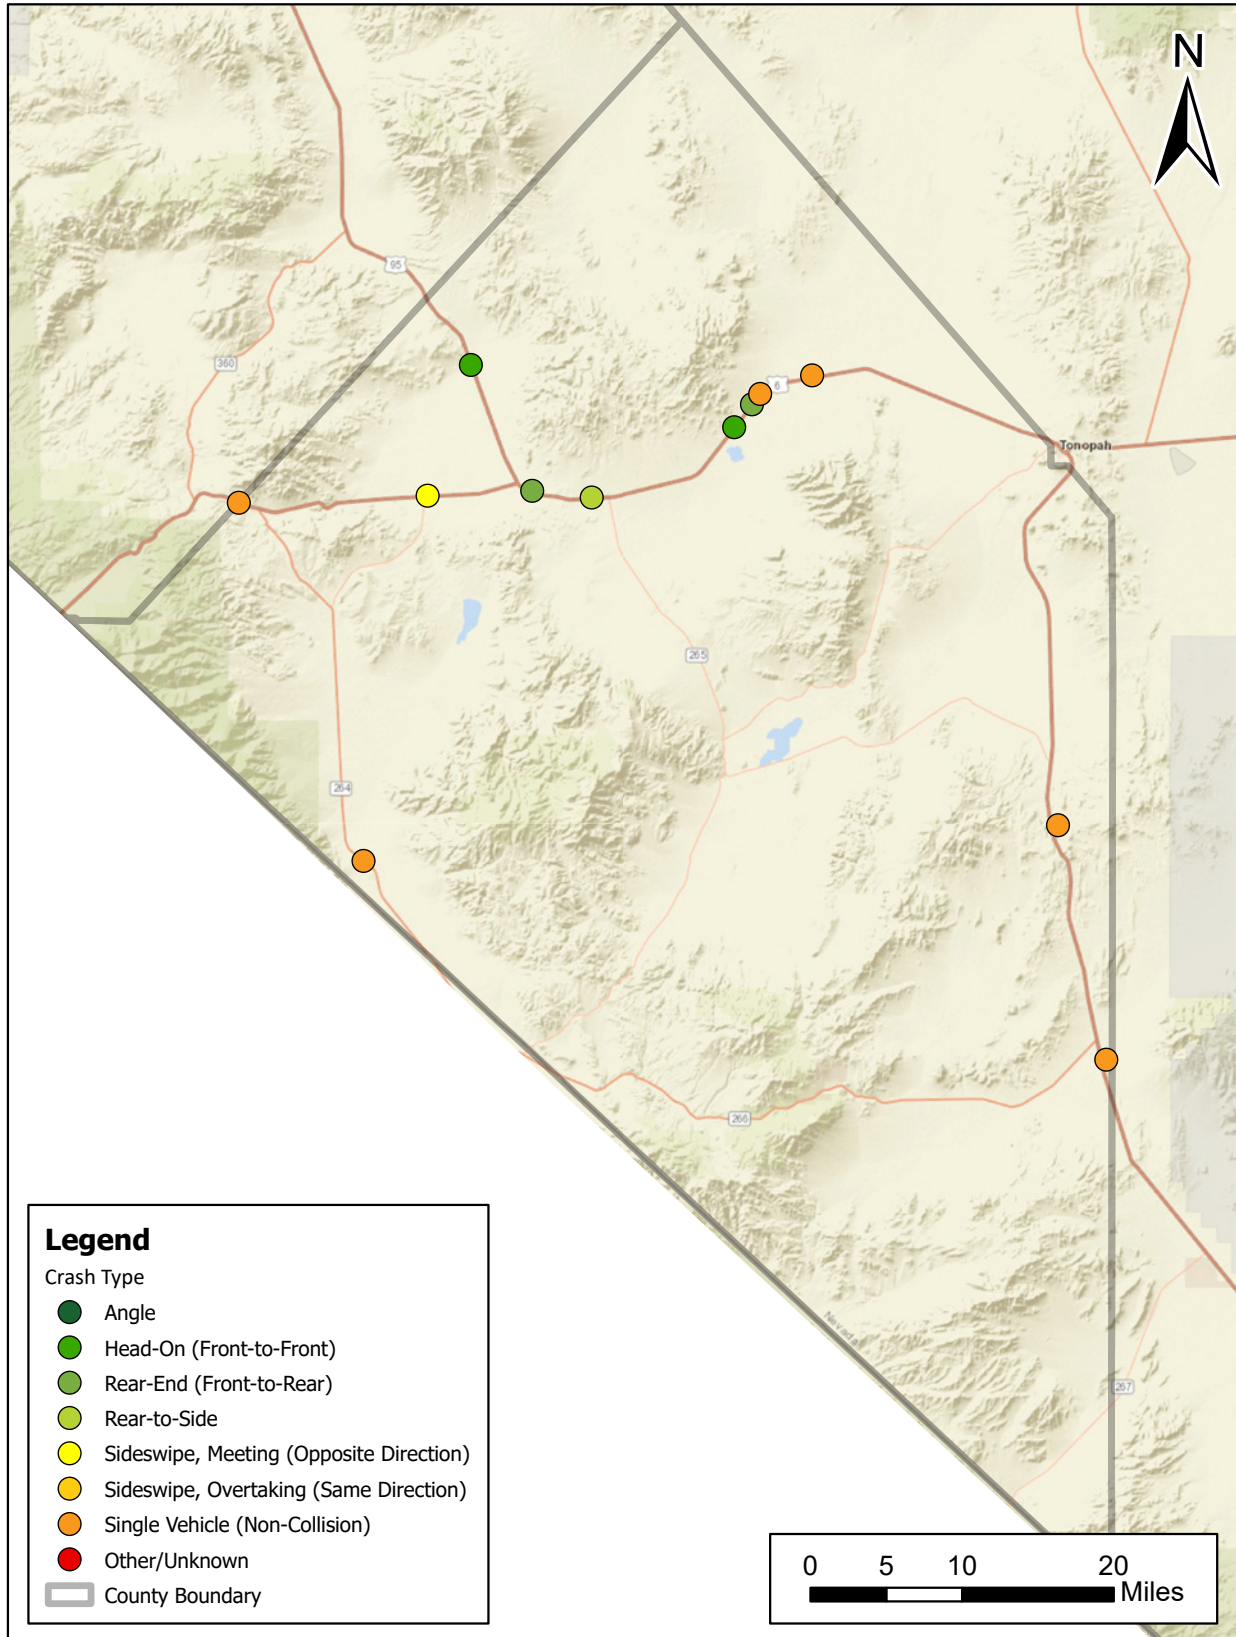 N
95
360
6
Tonopah
265
264
266
Nevada
267
Legend
Crash Type
Angle
Head-On (Front-to-Front)
Rear-End (Front-to-Rear)
Rear-to-Side
Sideswipe, Meeting (Opposite Direction)
Sideswipe, Overtaking (Same Direction)
Single Vehicle (Non-Collision)
Other/Unknown
County Boundary
0 5 10 20
Miles